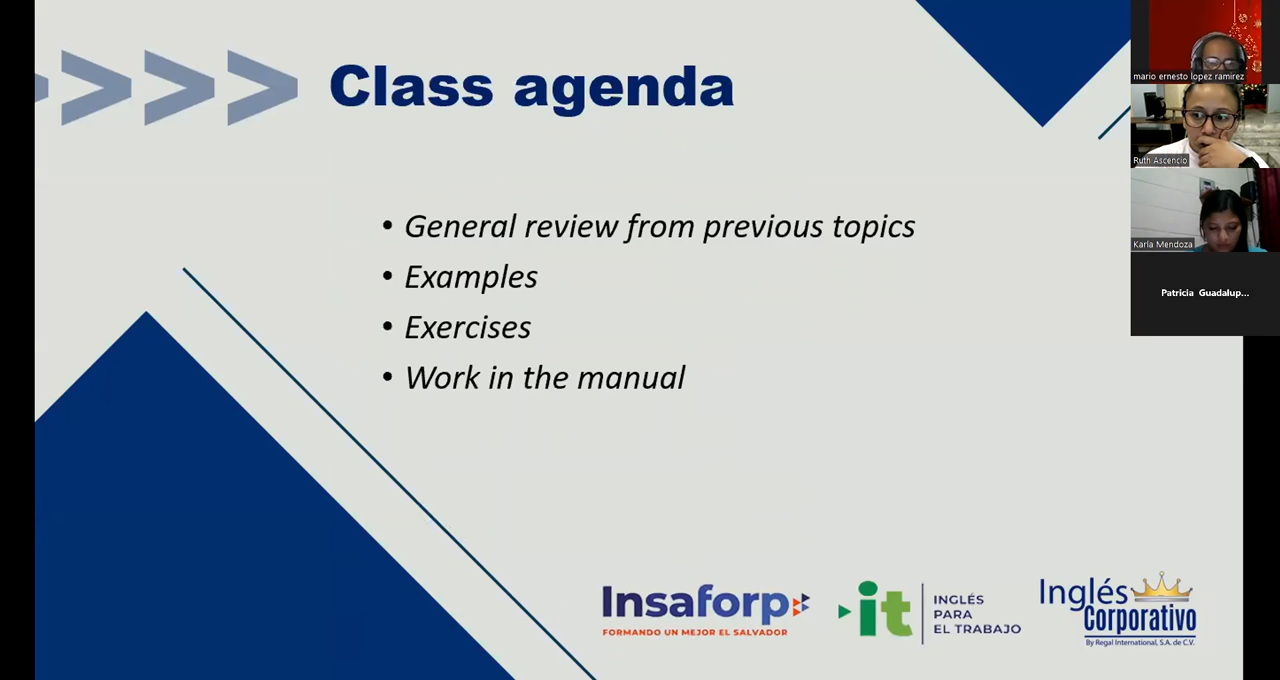 Class agenda
• General review from previous topics
• Examples
• Exercises
• Work in the manual
mario ernesto lopez ramirez
Ruth Ascencio
Karla Mendoza
Patricia Guadalup...
Insaforp
FORMANDO UN MEJOR EL SALVADOR
it
INGLÉS
PARA
EL TRABAJO
Inglés
Corporativo
By Regal International, S.A. de C.V.